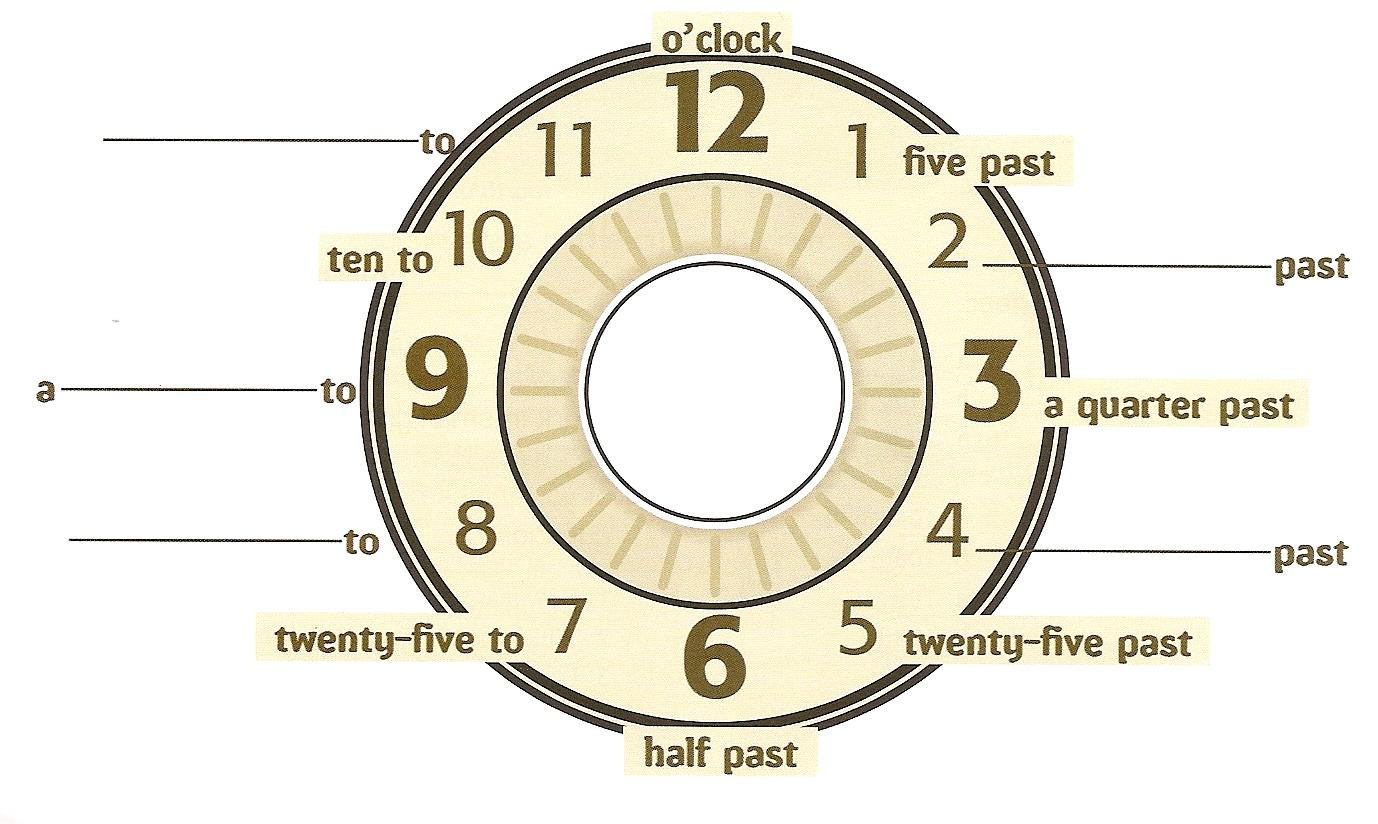 o'clock
12
11
1
to
five past
10
2
ten to
past
9
3
a to
a quarter past
8
4
to
past
7
5
twenty-five to
twenty-five past
6
half past